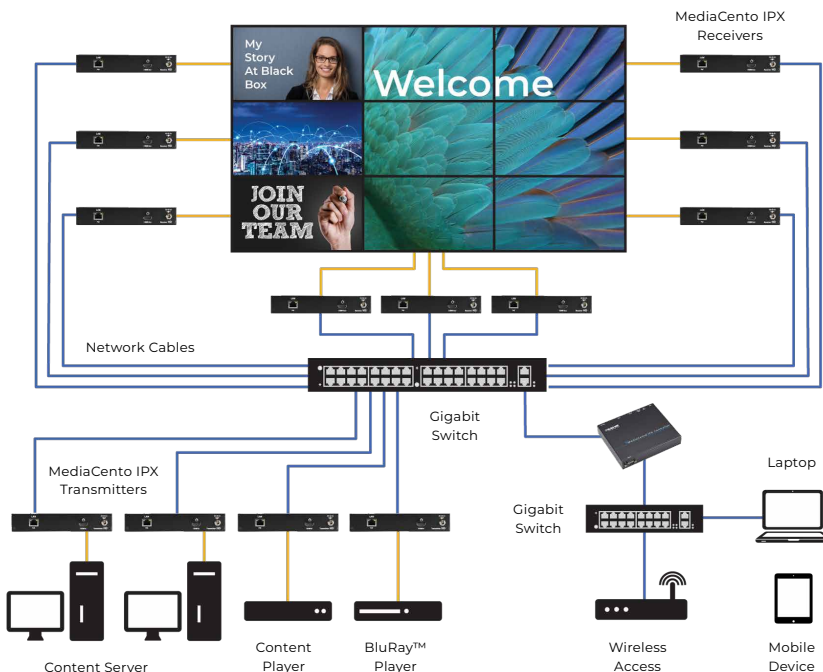 MediaCento IPX
Receivers
My
Story
At Black
Box
Welcome
JOIN
OUR
TEAM
Network Cables
Gigabit
Switch
MediaCento IPX
Transmitters
Laptop
Gigabit
Switch
Content Server
Content
Player
BluRay™
Player
Wireless
Access
Mobile
Device